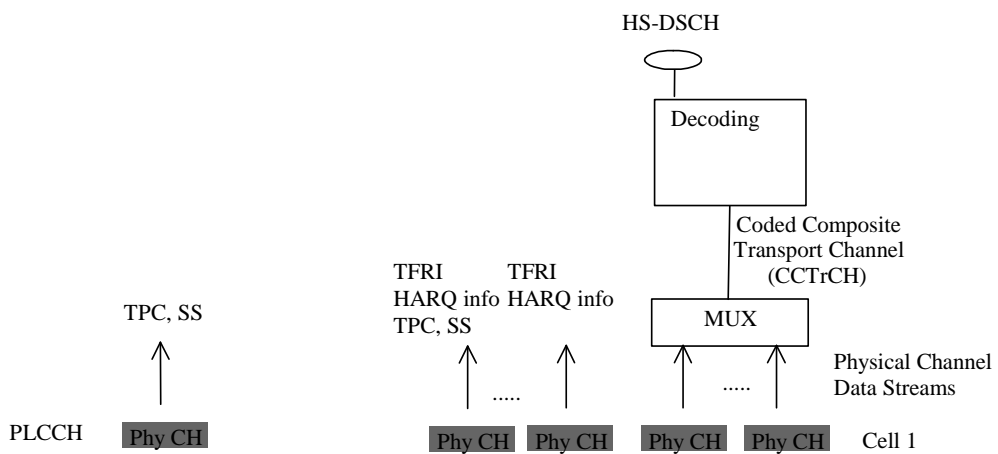 HS-DSCH
Decoding
Coded Composite
Transport Channel
(CCTrCH)
TFRI
HARQ info
TPC, SS
TFRI
HARQ info
TPC, SS
MUX
Physical Channel
Data Streams
.....
.....
PLCCH
Phy CH
Phy CH
Phy CH
Phy CH
Phy CH
Cell 1